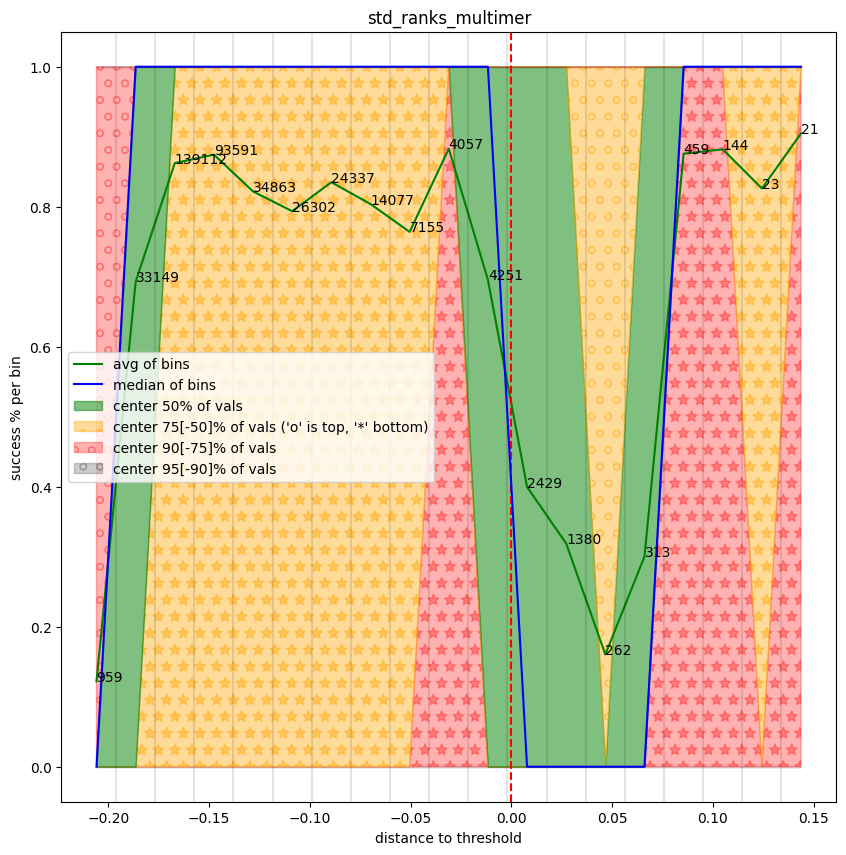 std_ranks_multimer
success % per bin
1.0
0.8
0.6
0.4
0.2
0.0
959
33149
139112
93591
34863
26302
24337
14077
7155
4057
4251
2429
1380
262
313
459
144
23
21
avg of bins
median of bins
center 50% of vals
center 75[-50]% of vals ('o' is top, '*' bottom)
center 90[-75]% of vals
center 95[-90]% of vals
−0.20 −0.15 −0.10 −0.05 0.00 0.05 0.10 0.15
distance to threshold